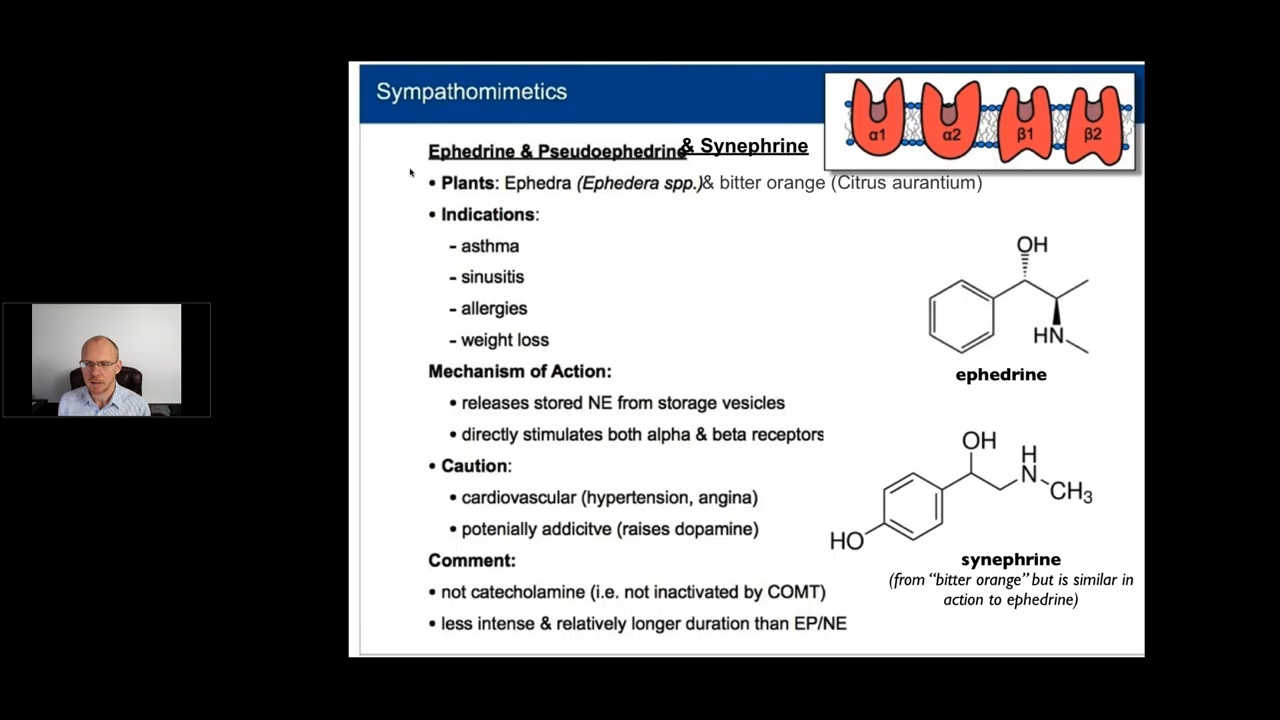 Sympathomimetics
α1 α2 β1 β2
Ephedrine & Pseudoephedrine & Synephrine
• Plants: Ephedra (Ephedera spp.) & bitter orange (Citrus aurantium)
• Indications:
- asthma
- sinusitis
- allergies
- weight loss
Mechanism of Action:
• releases stored NE from storage vesicles
• directly stimulates both alpha & beta receptors
• Caution:
• cardiovascular (hypertension, angina)
• potenially addicitve (raises dopamine)
Comment:
• not catecholamine (i.e. not inactivated by COMT)
• less intense & relatively longer duration than EP/NE
OH
HN
ephedrine
OH
H
N
CH3
HO
synephrine
(from “bitter orange” but is similar in
action to ephedrine)